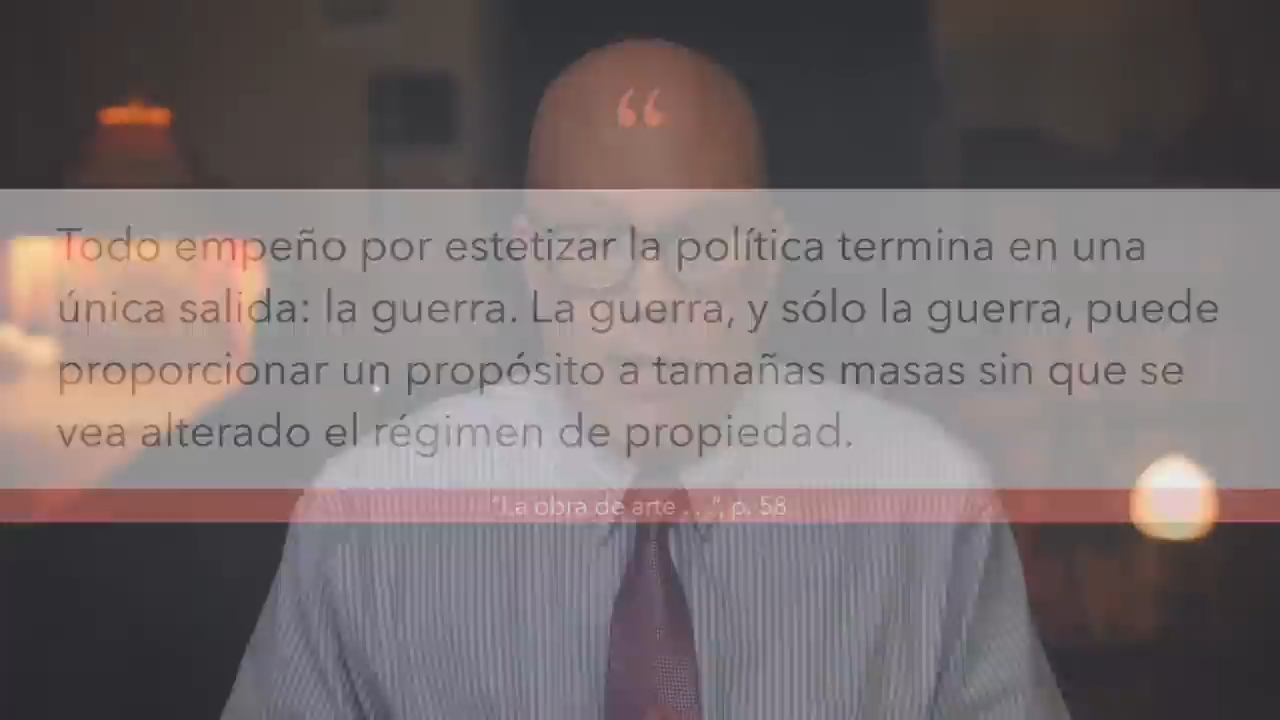 “
Todo empeño por estetizar la política termina en una
única salida: la guerra. La guerra, y sólo la guerra, puede
proporcionar un propósito a tamañas masas sin que se
vea alterado el régimen de propiedad.
"La obra de arte . . .", p. 58